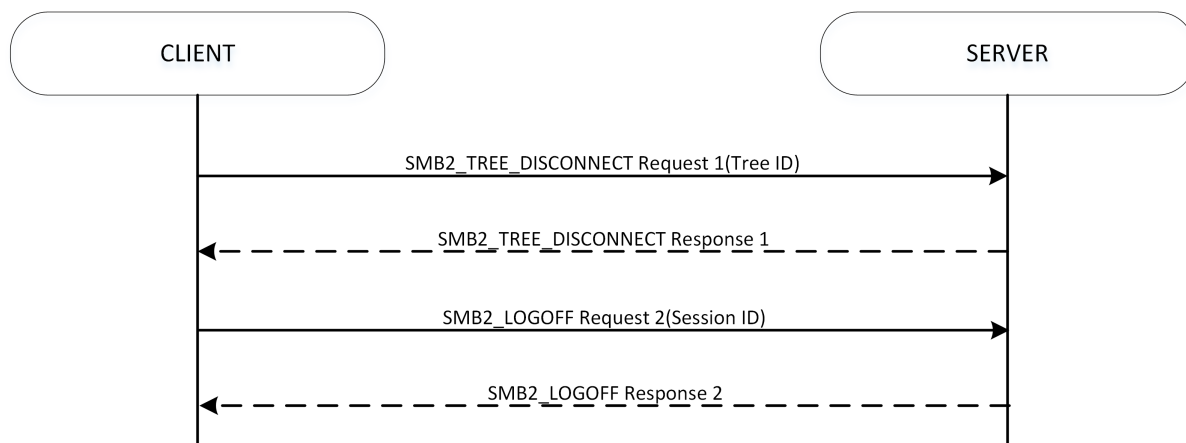 CLIENT
SERVER
SMB2_TREE_DISCONNECT Request 1(Tree ID)
SMB2_TREE_DISCONNECT Response 1
SMB2_LOGOFF Request 2(Session ID)
SMB2_LOGOFF Response 2